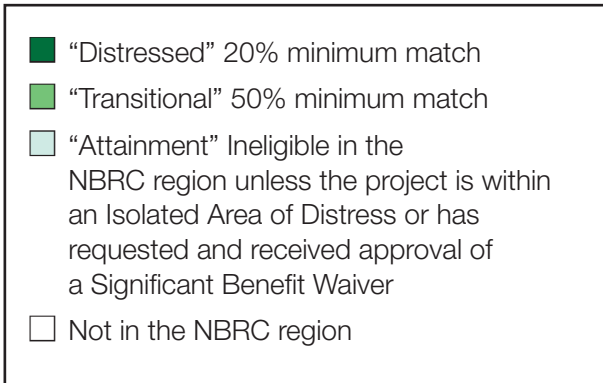 “Distressed” 20% minimum match
“Transitional” 50% minimum match
“Attainment” Ineligible in the
NBRC region unless the project is within
an Isolated Area of Distress or has
requested and received approval of
a Significant Benefit Waiver
Not in the NBRC region